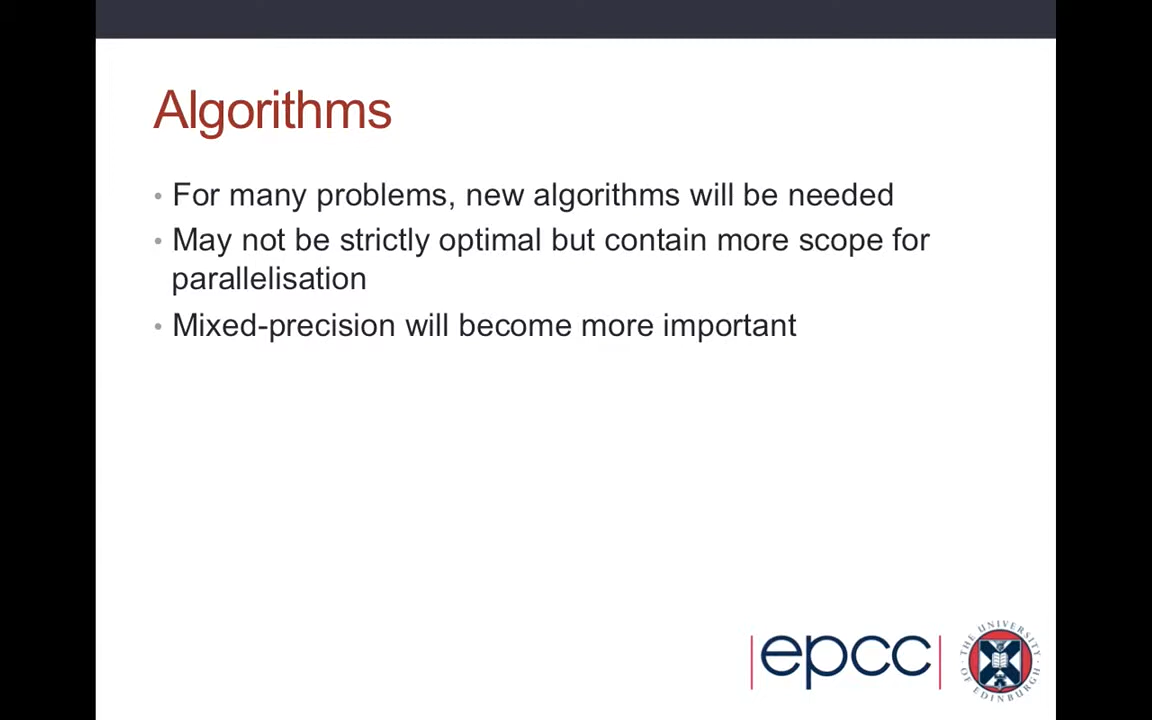 Algorithms
• For many problems, new algorithms will be needed
• May not be strictly optimal but contain more scope for
parallelisation
• Mixed-precision will become more important
|epcc|
THE UNIVERSITY
OF EDINBURGH